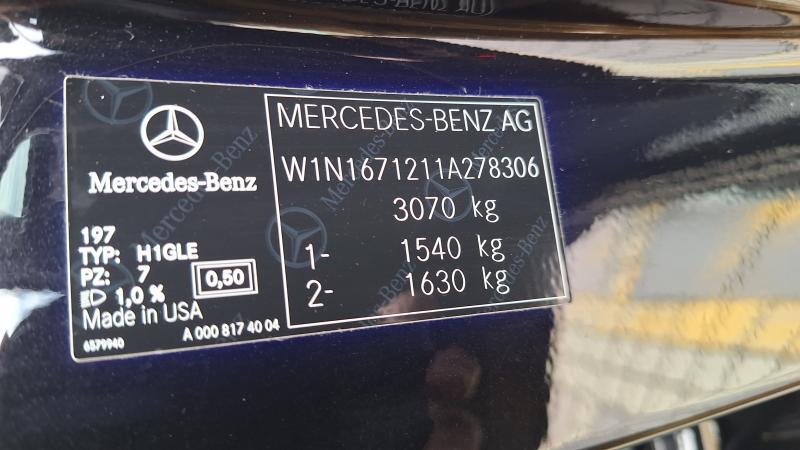 Mercedes-Benz
197
TYP: H1GLE
PZ: 7
0,50
1,0 %
Made in USA
6879940
A 000 817 40 04
MERCEDES-BENZ AG
W1N1671211A278306
3070 kg
1- 1540 kg
2- 1630 kg